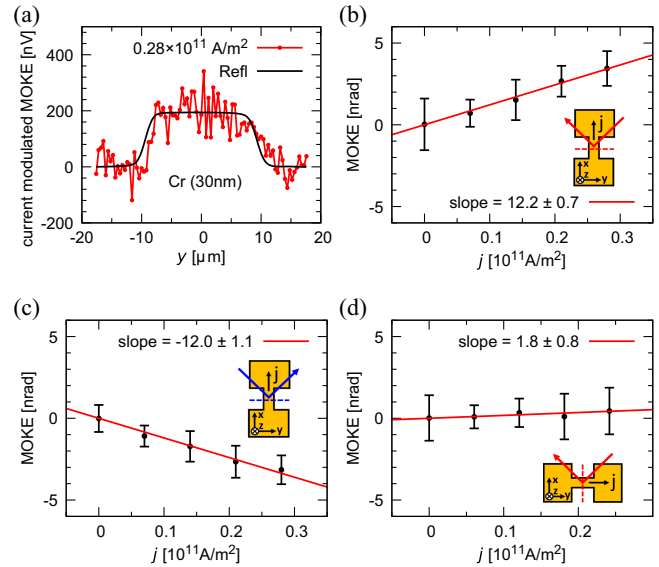 (a)
current modulated MOKE [nV]
400
200
0
-200
0.28×10¹¹ A/m²
Refl
Cr (30nm)
-20 -10 0 10 20
y [µm]
(b)
MOKE [nrad]
5
0
-5
j
x
z y
slope = 12.2 ± 0.7
0 0.1 0.2 0.3
j [10¹¹A/m²]
(c)
MOKE [nrad]
5
0
-5
slope = -12.0 ± 1.1
j
x
z y
0 0.1 0.2 0.3
j [10¹¹A/m²]
(d)
MOKE [nrad]
5
0
-5
slope = 1.8 ± 0.8
x
z y
j
0 0.1 0.2
j [10¹¹A/m²]